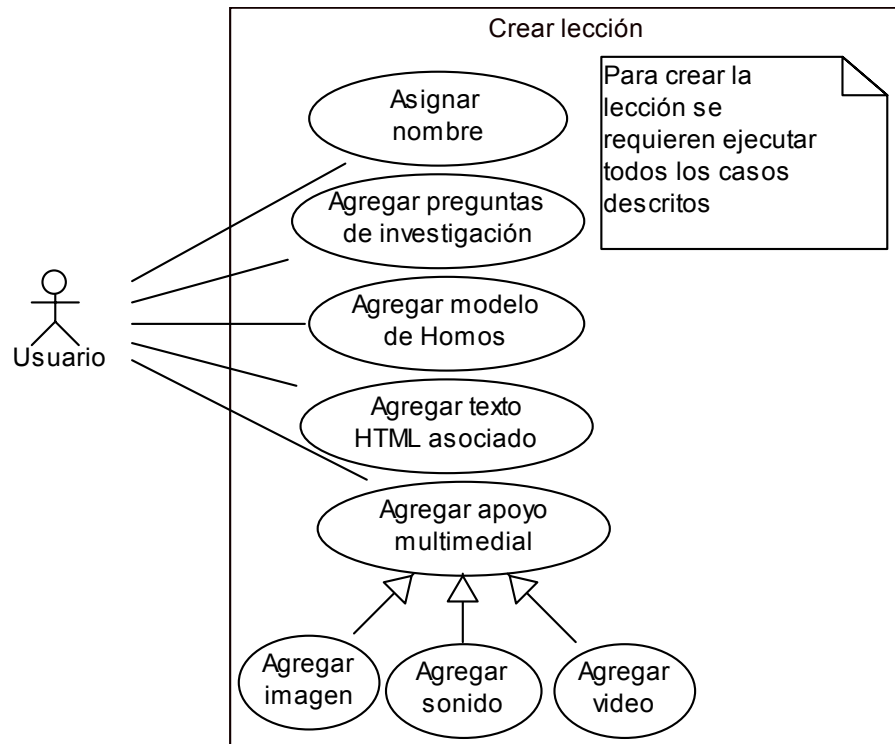 Crear lección
Asignar
nombre
Para crear la
lección se
requieren ejecutar
todos los casos
descritos
Agregar preguntas
de investigación
Agregar modelo
de Homos
Usuario
Agregar texto
HTML asociado
Agregar apoyo
multimedial
Agregar
imagen
Agregar
sonido
Agregar
video